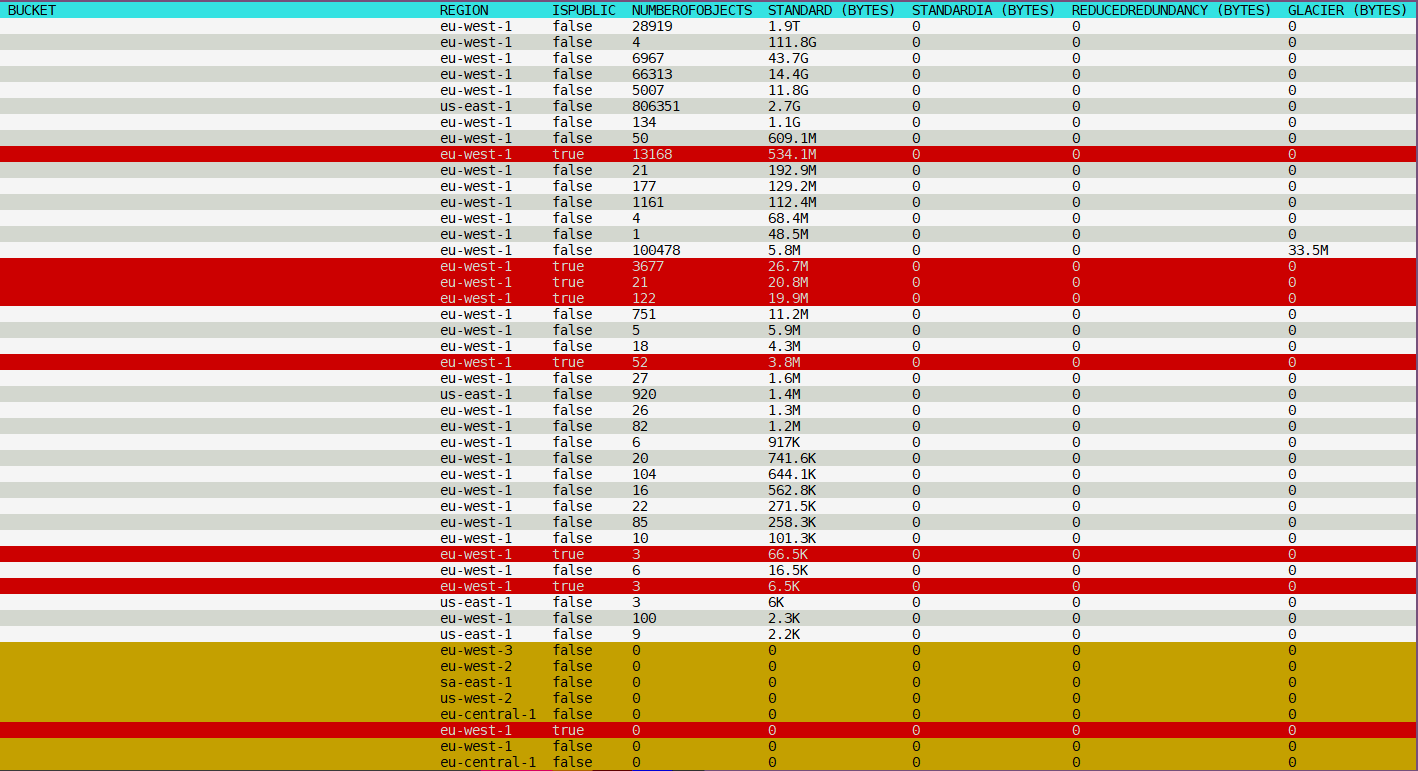 BUCKET REGION ISPUBLIC NUMBEROFOBJECTS STANDARD (BYTES) STANDARDIA (BYTES) REDUCEDREDUNDANCY (BYTES) GLACIER (BYTES)
eu-west-1 false 28919 1.9T 0 0 0
eu-west-1 false 4 111.8G 0 0 0
eu-west-1 false 6967 43.7G 0 0 0
eu-west-1 false 66313 14.4G 0 0 0
eu-west-1 false 5007 11.8G 0 0 0
us-east-1 false 806351 2.7G 0 0 0
eu-west-1 false 134 1.1G 0 0 0
eu-west-1 false 50 609.1M 0 0 0
eu-west-1 true 13168 534.1M 0 0 0
eu-west-1 false 21 192.9M 0 0 0
eu-west-1 false 177 129.2M 0 0 0
eu-west-1 false 1161 112.4M 0 0 0
eu-west-1 false 4 68.4M 0 0 0
eu-west-1 false 1 48.5M 0 0 0
eu-west-1 false 100478 5.8M 0 0 33.5M
eu-west-1 true 3677 26.7M 0 0 0
eu-west-1 true 21 20.8M 0 0 0
eu-west-1 true 122 19.9M 0 0 0
eu-west-1 false 751 11.2M 0 0 0
eu-west-1 false 5 5.9M 0 0 0
eu-west-1 false 18 4.3M 0 0 0
eu-west-1 true 52 3.8M 0 0 0
eu-west-1 false 27 1.6M 0 0 0
us-east-1 false 920 1.4M 0 0 0
eu-west-1 false 26 1.3M 0 0 0
eu-west-1 false 82 1.2M 0 0 0
eu-west-1 false 6 917K 0 0 0
eu-west-1 false 20 741.6K 0 0 0
eu-west-1 false 104 644.1K 0 0 0
eu-west-1 false 16 562.8K 0 0 0
eu-west-1 false 22 271.5K 0 0 0
eu-west-1 false 85 258.3K 0 0 0
eu-west-1 false 10 101.3K 0 0 0
eu-west-1 true 3 66.5K 0 0 0
eu-west-1 false 6 16.5K 0 0 0
eu-west-1 true 3 6.5K 0 0 0
us-east-1 false 3 6K 0 0 0
eu-west-1 false 100 2.3K 0 0 0
us-east-1 false 9 2.2K 0 0 0
eu-west-3 false 0 0 0 0 0
eu-west-2 false 0 0 0 0 0
sa-east-1 false 0 0 0 0 0
us-west-2 false 0 0 0 0 0
eu-central-1 false 0 0 0 0 0
eu-west-1 true 0 0 0 0 0
eu-west-1 false 0 0 0 0 0
eu-central-1 false 0 0 0 0 0